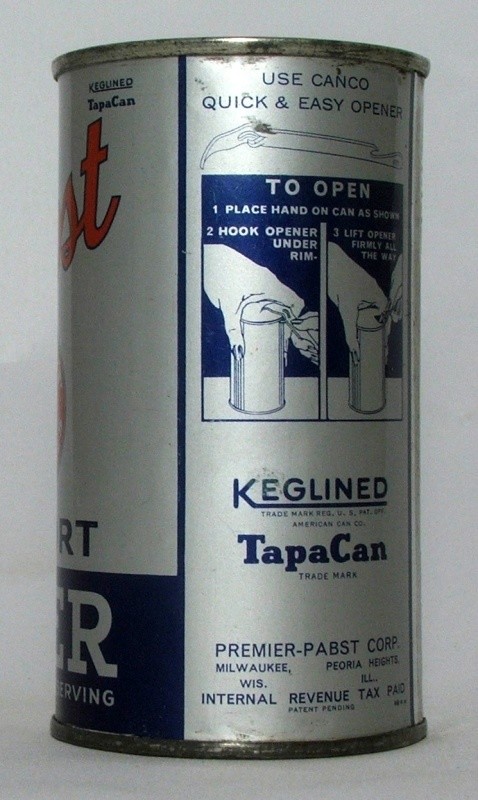 KEGLINED
TapaCan
st
RT
ER
ERVING
USE CANCO
QUICK & EASY OPENER
TO OPEN
1 PLACE HAND ON CAN AS SHOWN
2 HOOK OPENER
UNDER
RIM-
3 LIFT OPENER
FIRMLY ALL
THE WAY
KEGLINED
TRADE MARK REG. U. S. PAT. OFF.
AMERICAN CAN CO.
TapaCan
TRADE MARK
PREMIER-PABST CORP.
MILWAUKEE, WIS.
PEORIA HEIGHTS, ILL.
INTERNAL REVENUE TAX PAID
PATENT PENDING